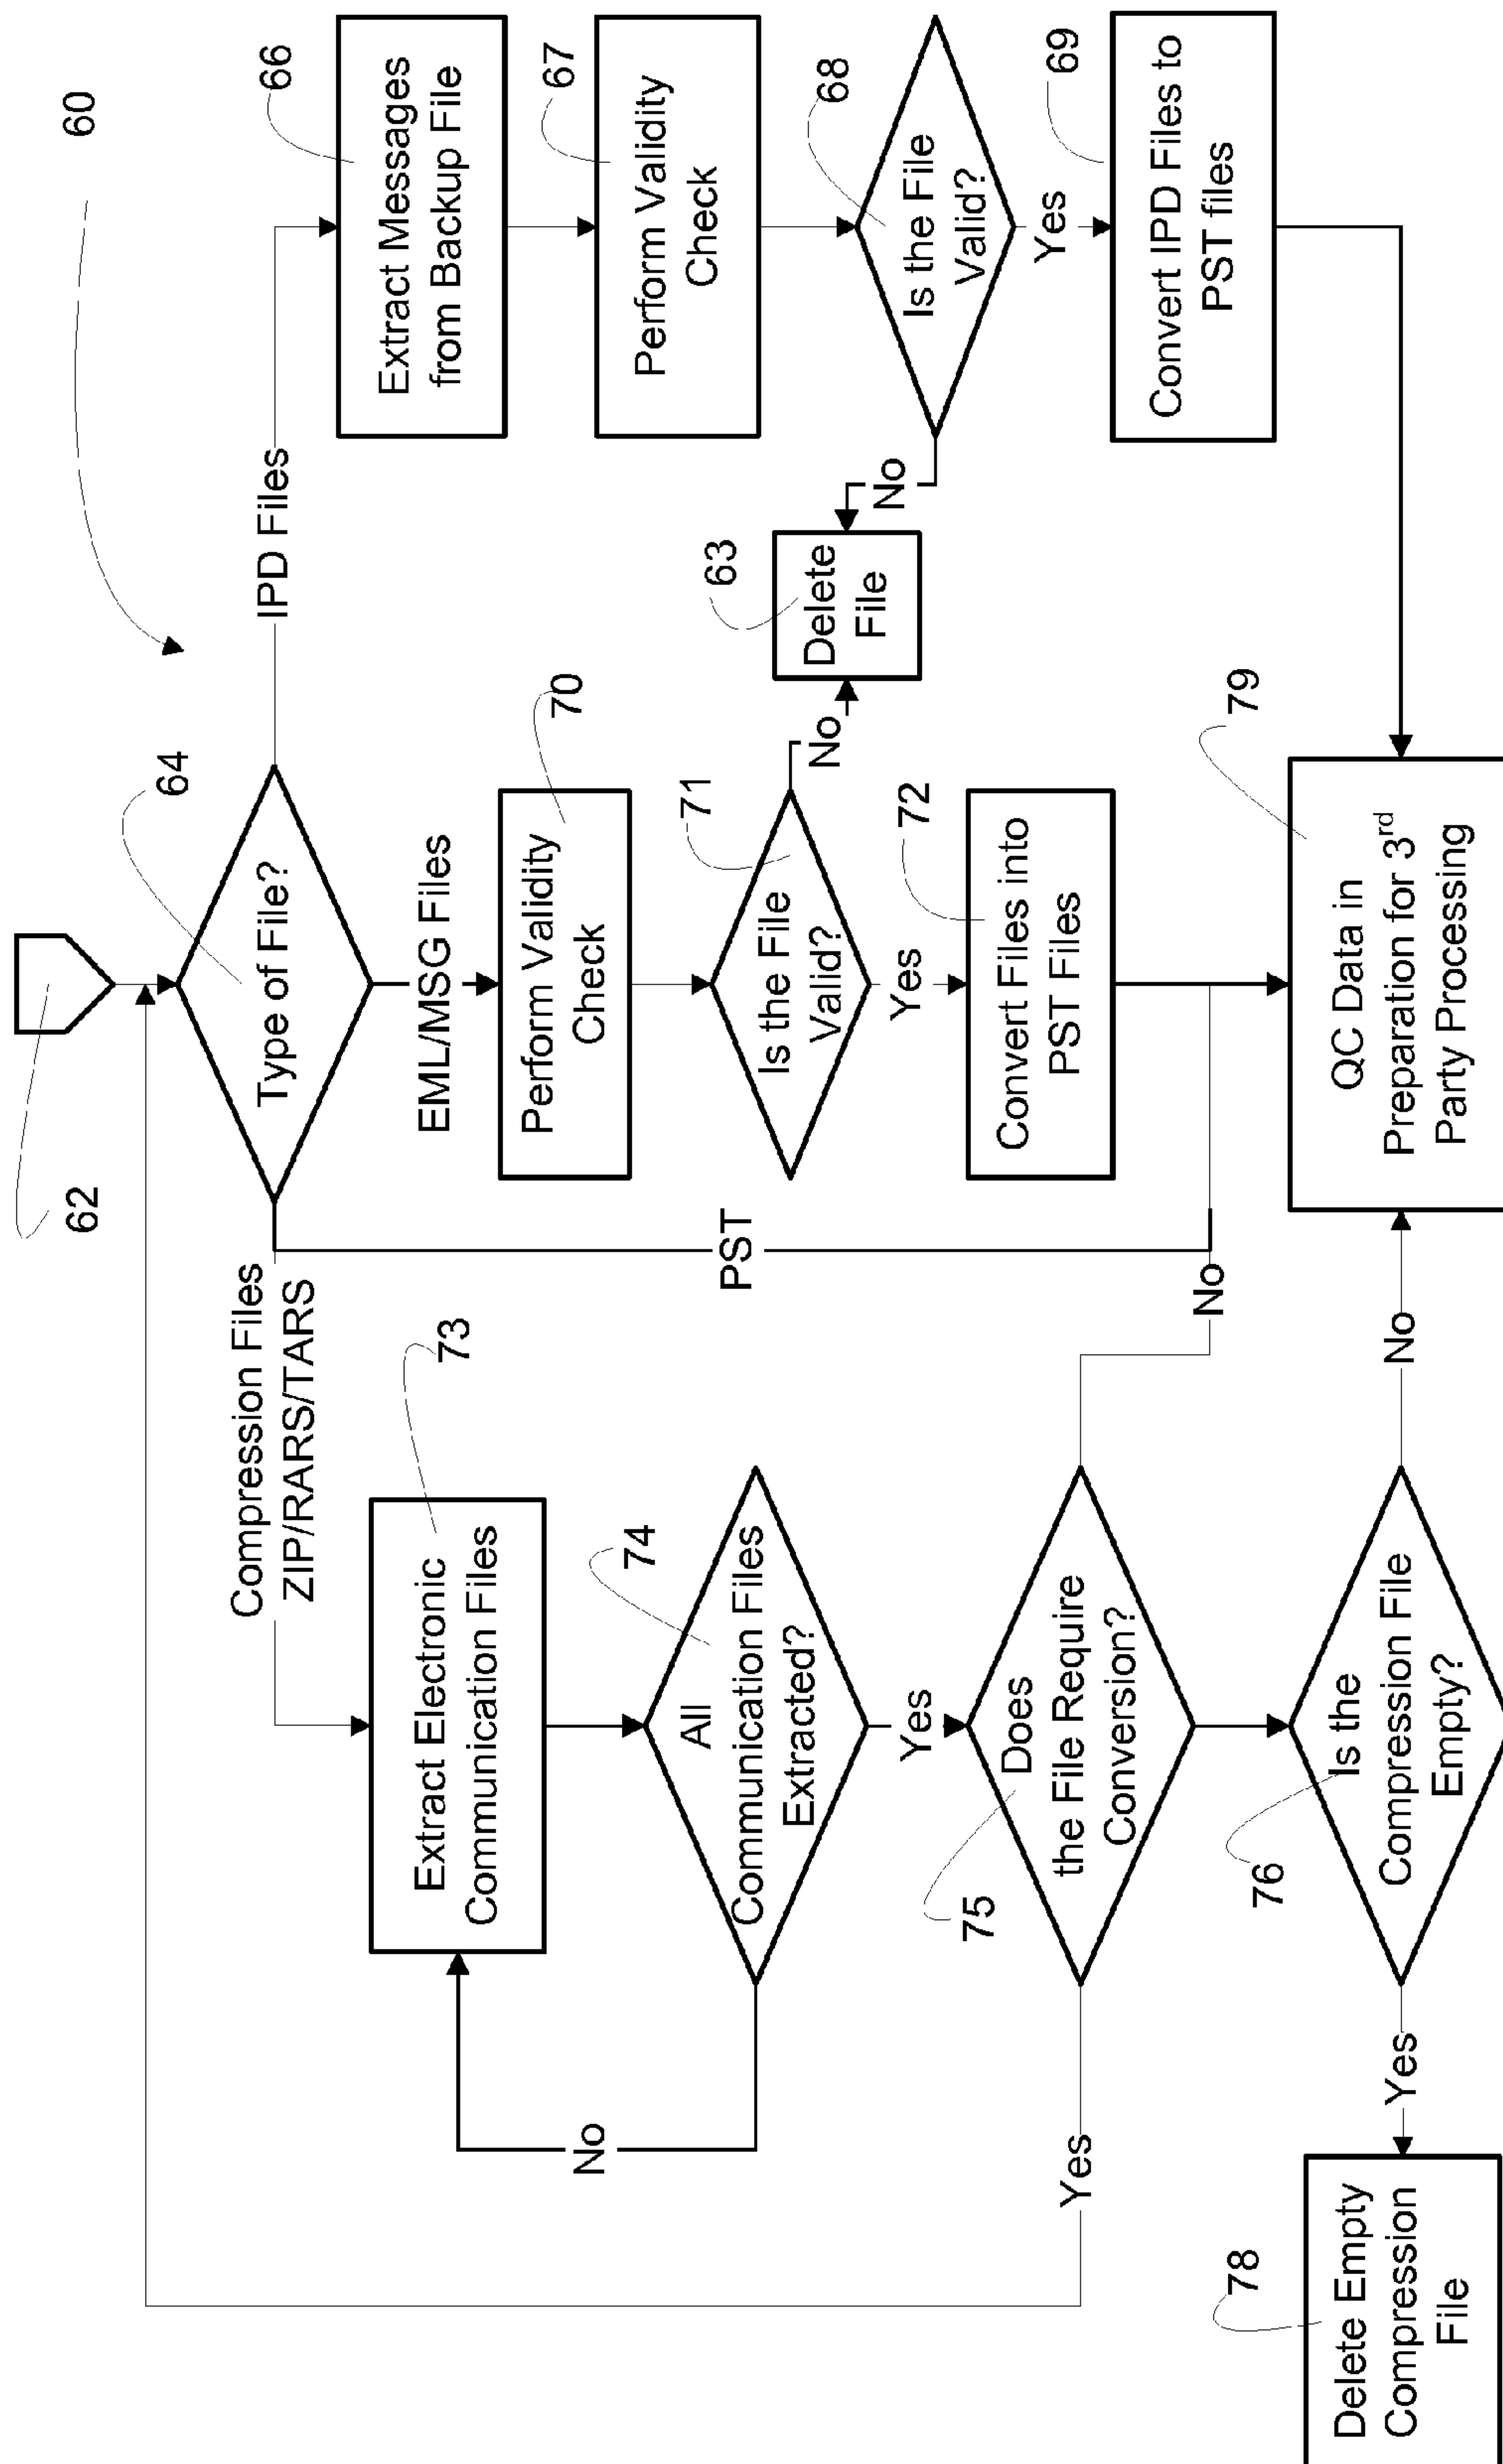 60
62
64
Type of File?
Compression Files
ZIP/RARS/TARS
PST
EML/MSG Files
IPD Files
73
Extract Electronic
Communication Files
74
All
Communication Files
Extracted?
No
Yes
75
Does
the File Require
Conversion?
Yes
No
76
Is the
Compression File
Empty?
Yes
No
78
Delete Empty
Compression
File
70
Perform Validity
Check
71
Is the File
Valid?
No
Yes
72
Convert Files into
PST Files
63
Delete
File
66
Extract Messages
from Backup File
67
Perform Validity
Check
68
Is the File
Valid?
No
Yes
69
Convert IPD Files to
PST files
79
QC Data in
Preparation for 3rd
Party Processing